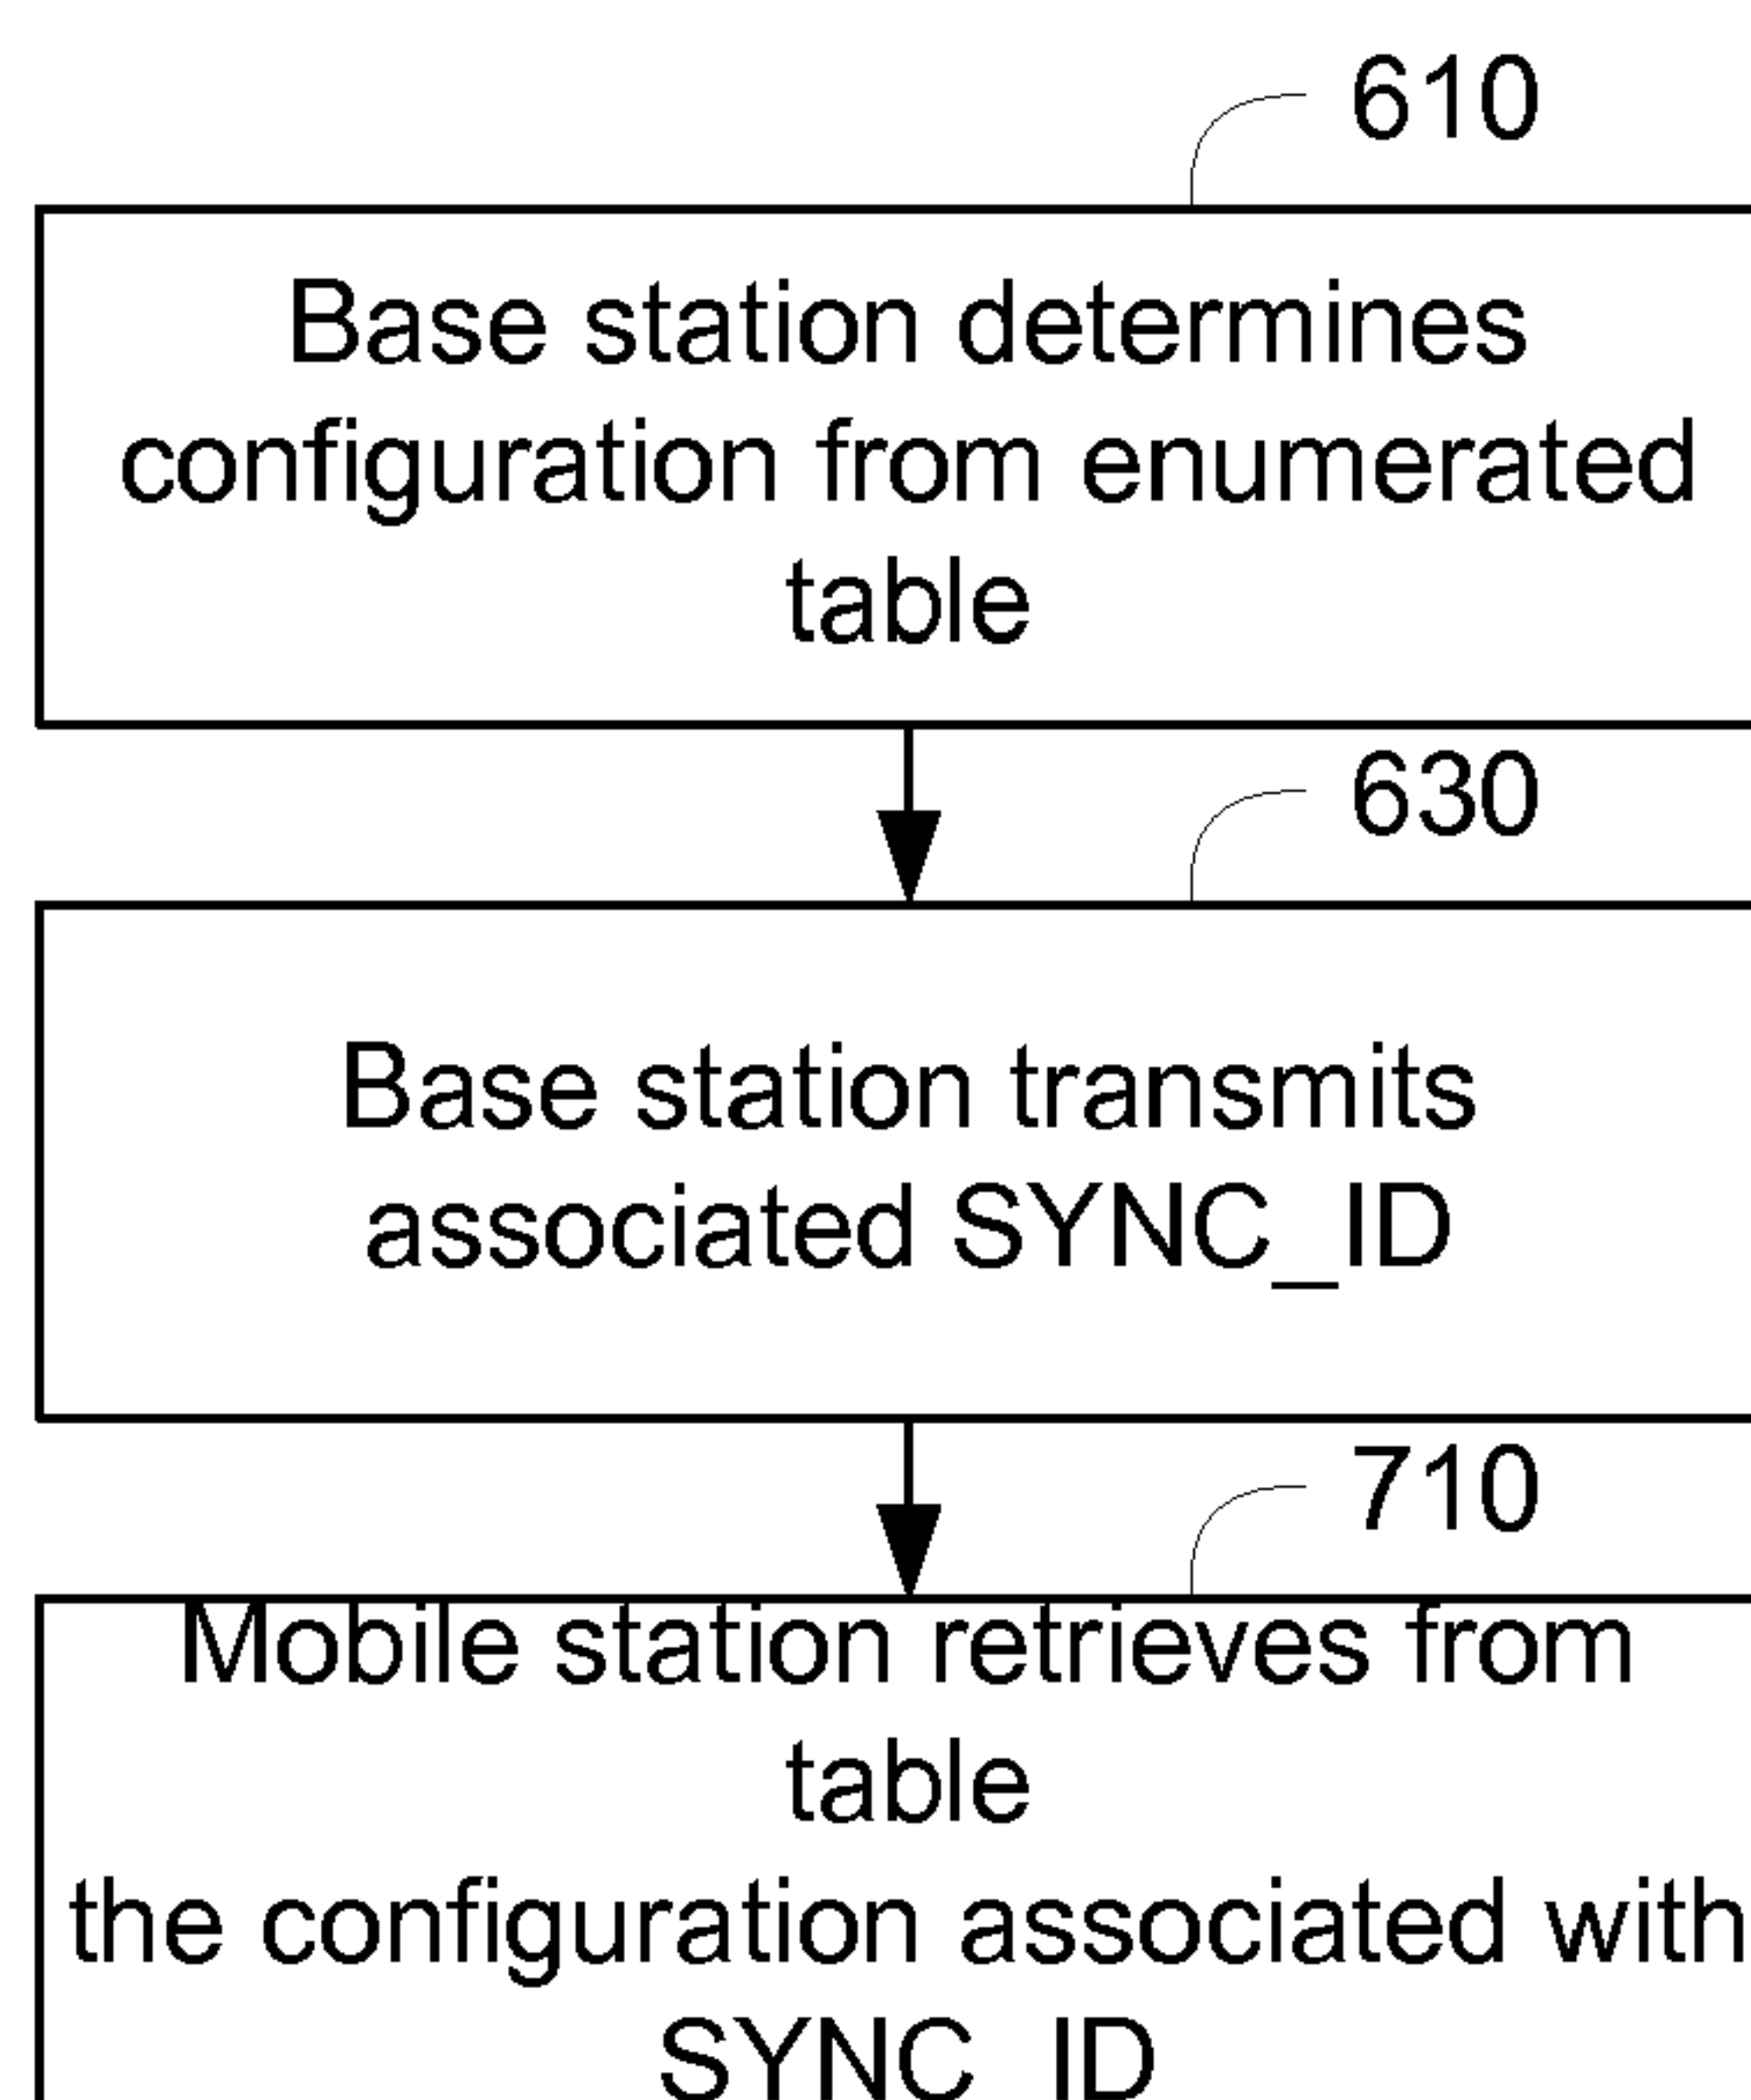 610
Base station determines
configuration from enumerated
table
630
Base station transmits
associated SYNC_ID
710
Mobile station retrieves from
table
the configuration associated with
SYNC_ID